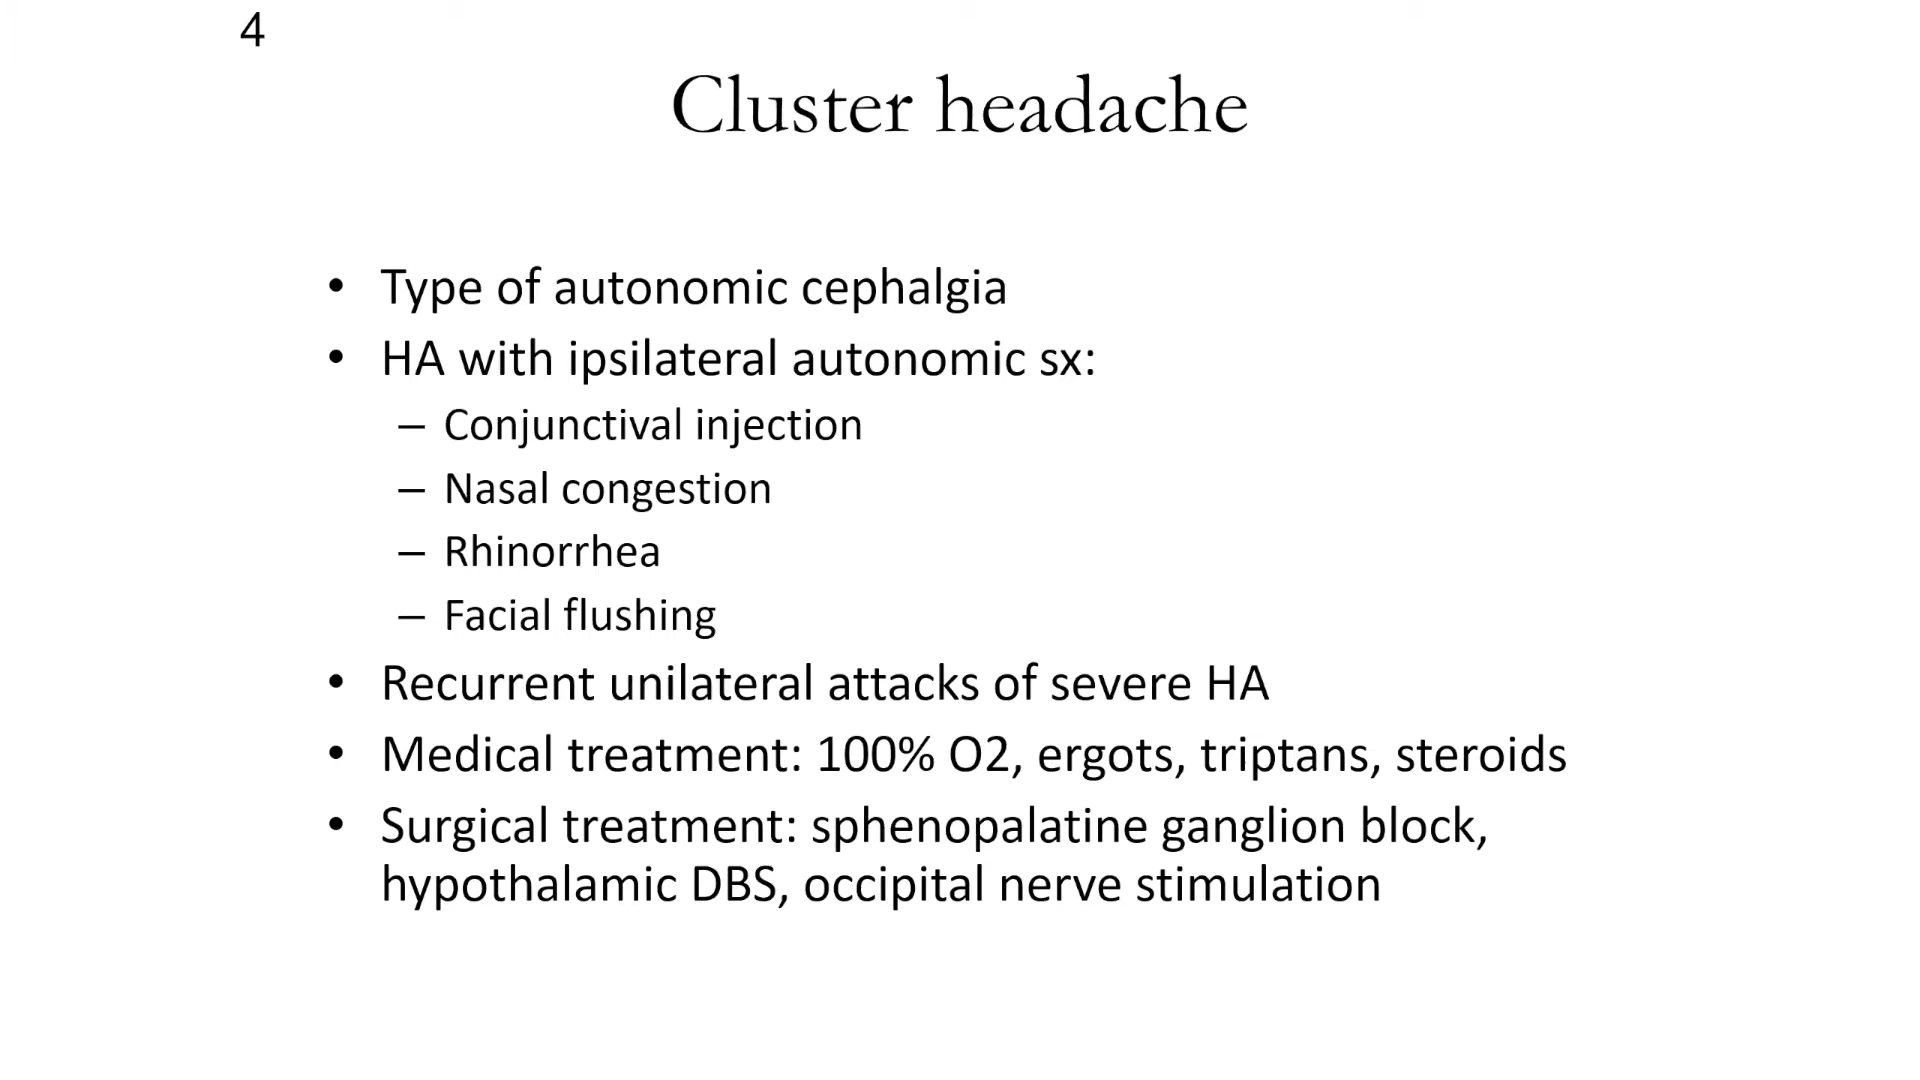 4
Cluster headache
• Type of autonomic cephalgia
• HA with ipsilateral autonomic sx:
– Conjunctival injection
– Nasal congestion
– Rhinorrhea
– Facial flushing
• Recurrent unilateral attacks of severe HA
• Medical treatment: 100% O2, ergots, triptans, steroids
• Surgical treatment: sphenopalatine ganglion block,
hypothalamic DBS, occipital nerve stimulation